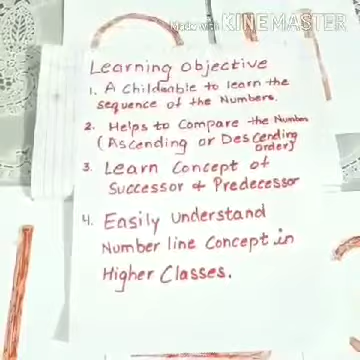 Made with KINEMASTER
Learning Objective
1. A Child able to learn the
sequence of the Numbers.
2. Helps to Compare the Numbers
(Ascending or Descending
Order)
3. Learn Concept of
Successor & Predecessor
4. Easily Understand
Number line Concept in
Higher Classes.